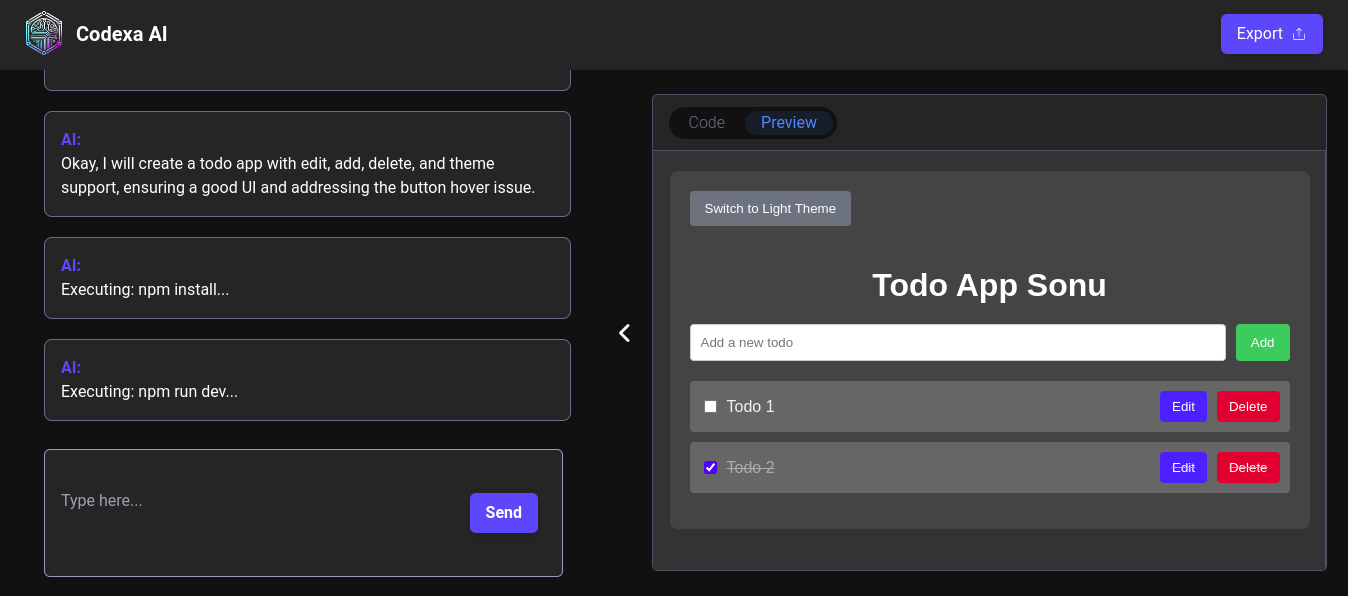 Codexa AI
Export
AI:
Okay, I will create a todo app with edit, add, delete, and theme
support, ensuring a good UI and addressing the button hover issue.
AI:
Executing: npm install...
AI:
Executing: npm run dev...
Type here...
Send
Code Preview
Switch to Light Theme
Todo App Sonu
Add a new todo Add
Todo 1 Edit Delete
Todo 2 Edit Delete